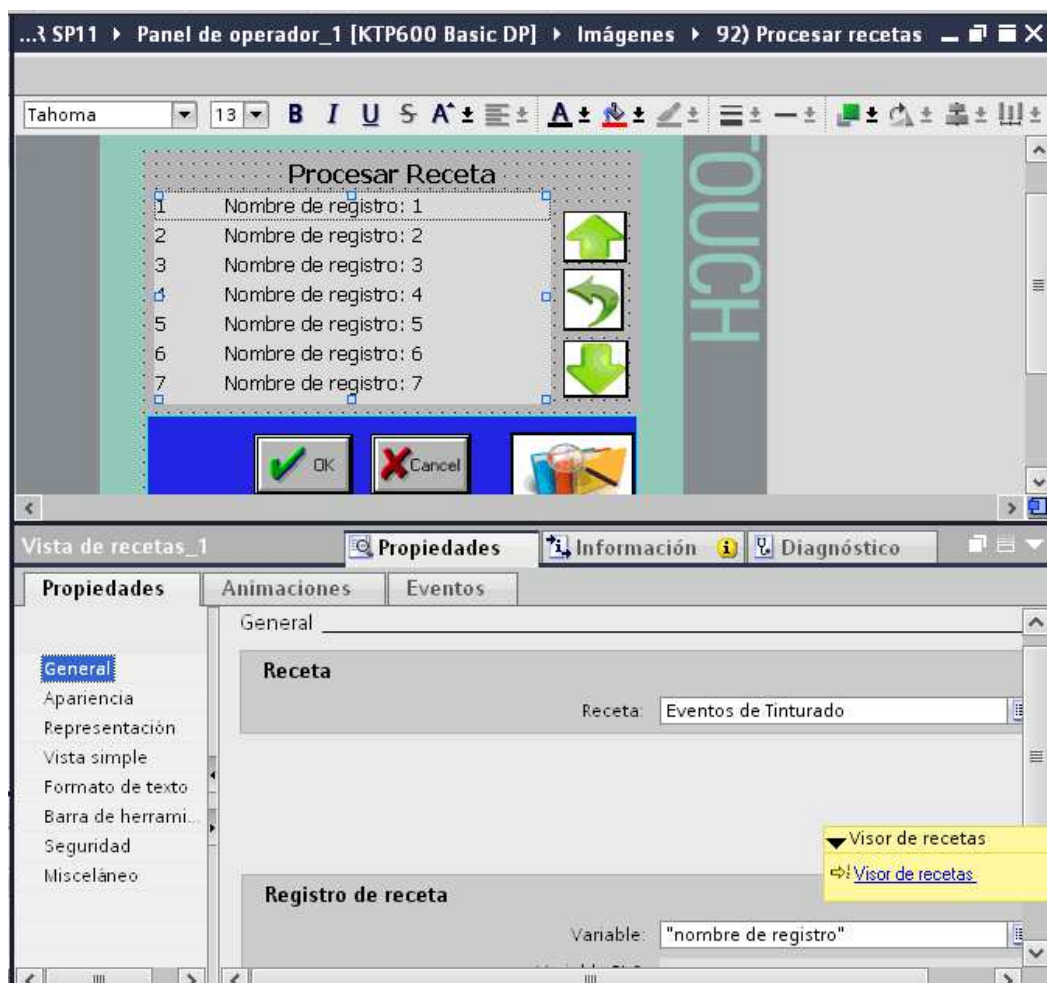 ...R SP11 ▸ Panel de operador_1 [KTP600 Basic DP] ▸ Imágenes ▸ 92) Procesar recetas
Tahoma 13 B I U S A A
Procesar Receta
1 Nombre de registro: 1
2 Nombre de registro: 2
3 Nombre de registro: 3
4 Nombre de registro: 4
5 Nombre de registro: 5
6 Nombre de registro: 6
7 Nombre de registro: 7
OK Cancel
TOUCH
Vista de recetas_1 Propiedades Información Diagnóstico
Propiedades Animaciones Eventos
General
General
Apariencia
Representación
Vista simple
Formato de texto
Barra de herrami...
Seguridad
Misceláneo
Receta
Receta: Eventos de Tinturado
Visor de recetas
Visor de recetas
Registro de receta
Variable: "nombre de registro"